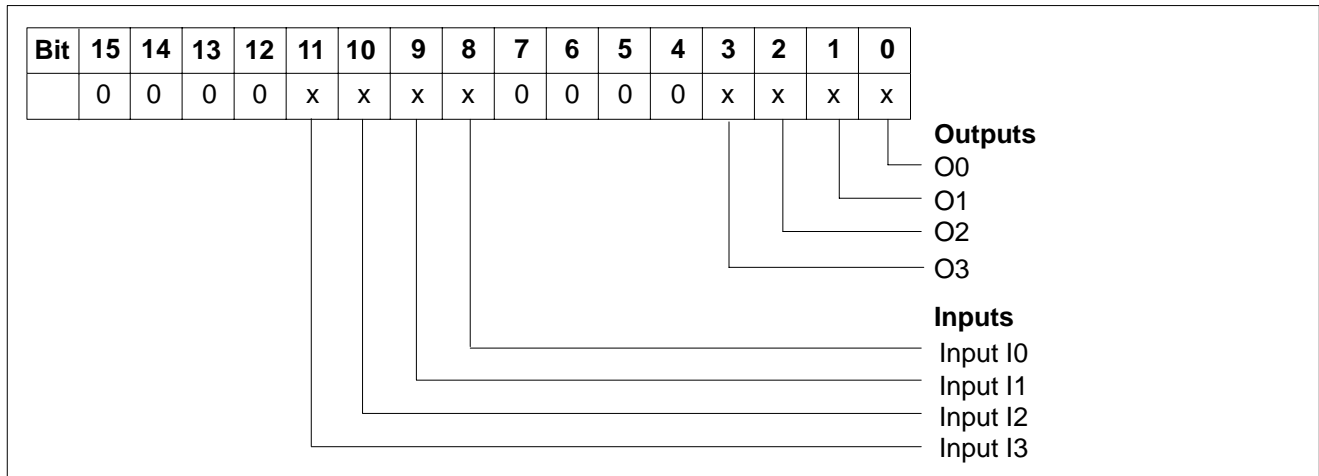 Bit 15 14 13 12 11 10 9 8 7 6 5 4 3 2 1 0
0 0 0 0 x x x x 0 0 0 0 x x x x
Outputs
O0
O1
O2
O3
Inputs
Input I0
Input I1
Input I2
Input I3